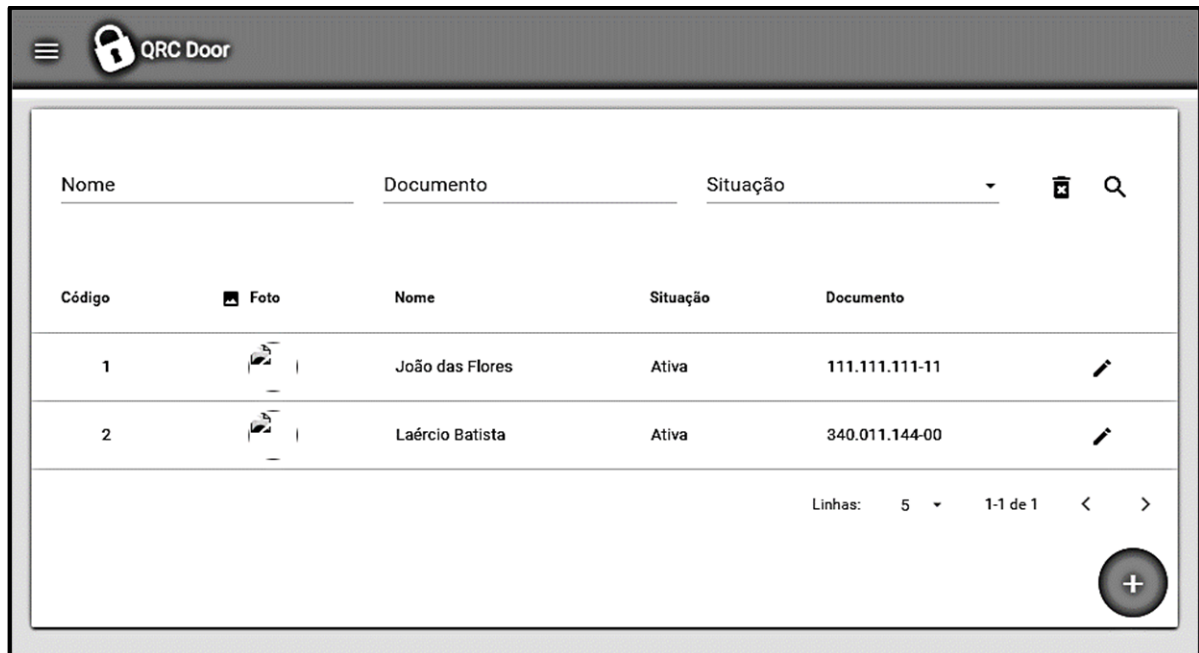 QRC Door
Nome Documento Situação
Código Foto Nome Situação Documento
1 João das Flores Ativa 111.111.111-11
2 Laércio Batista Ativa 340.011.144-00
Linhas: 5 1-1 de 1